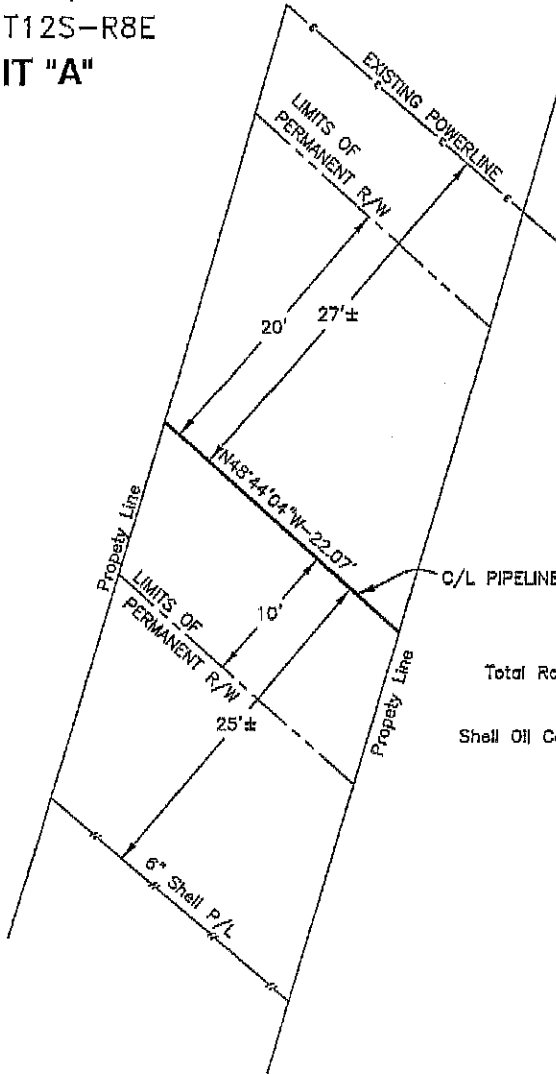 T12S-R8E
IT "A"
EXISTING POWERLINE
LIMITS OF
PERMANENT R/W
20'
27'±
N48°44'04"W-22.07'
Propety Line
C/L PIPELINE
LIMITS OF
PERMANENT R/W
10'
Propety Line
25'±
Total Ro
Shell Oil C
6" Shell P/L